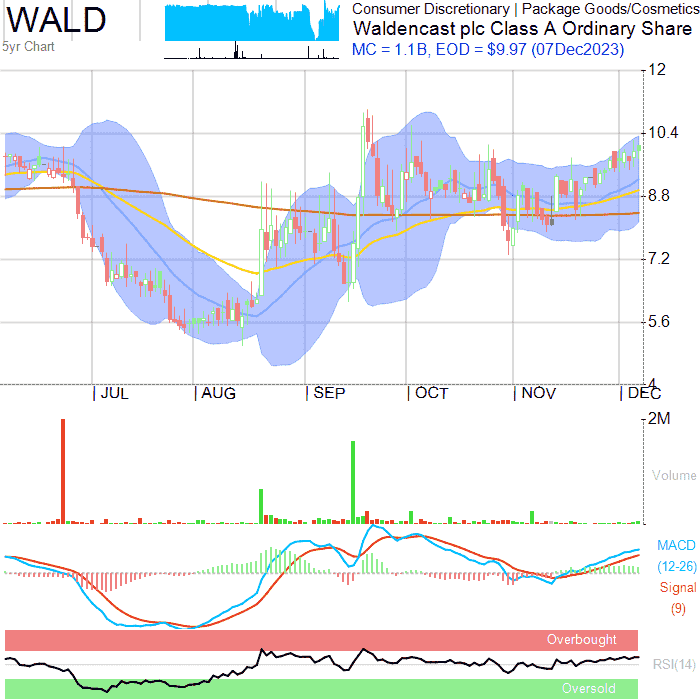 WALD
5yr Chart
Consumer Discretionary | Package Goods/Cosmetics
Waldencast plc Class A Ordinary Share
MC = 1.1B, EOD = $9.97 (07Dec2023)
12
10.4
8.8
7.2
5.6
4
JUL AUG SEP OCT NOV DEC
2M
Volume
MACD
(12-26)
Signal
(9)
Overbought
RSI(14)
Oversold